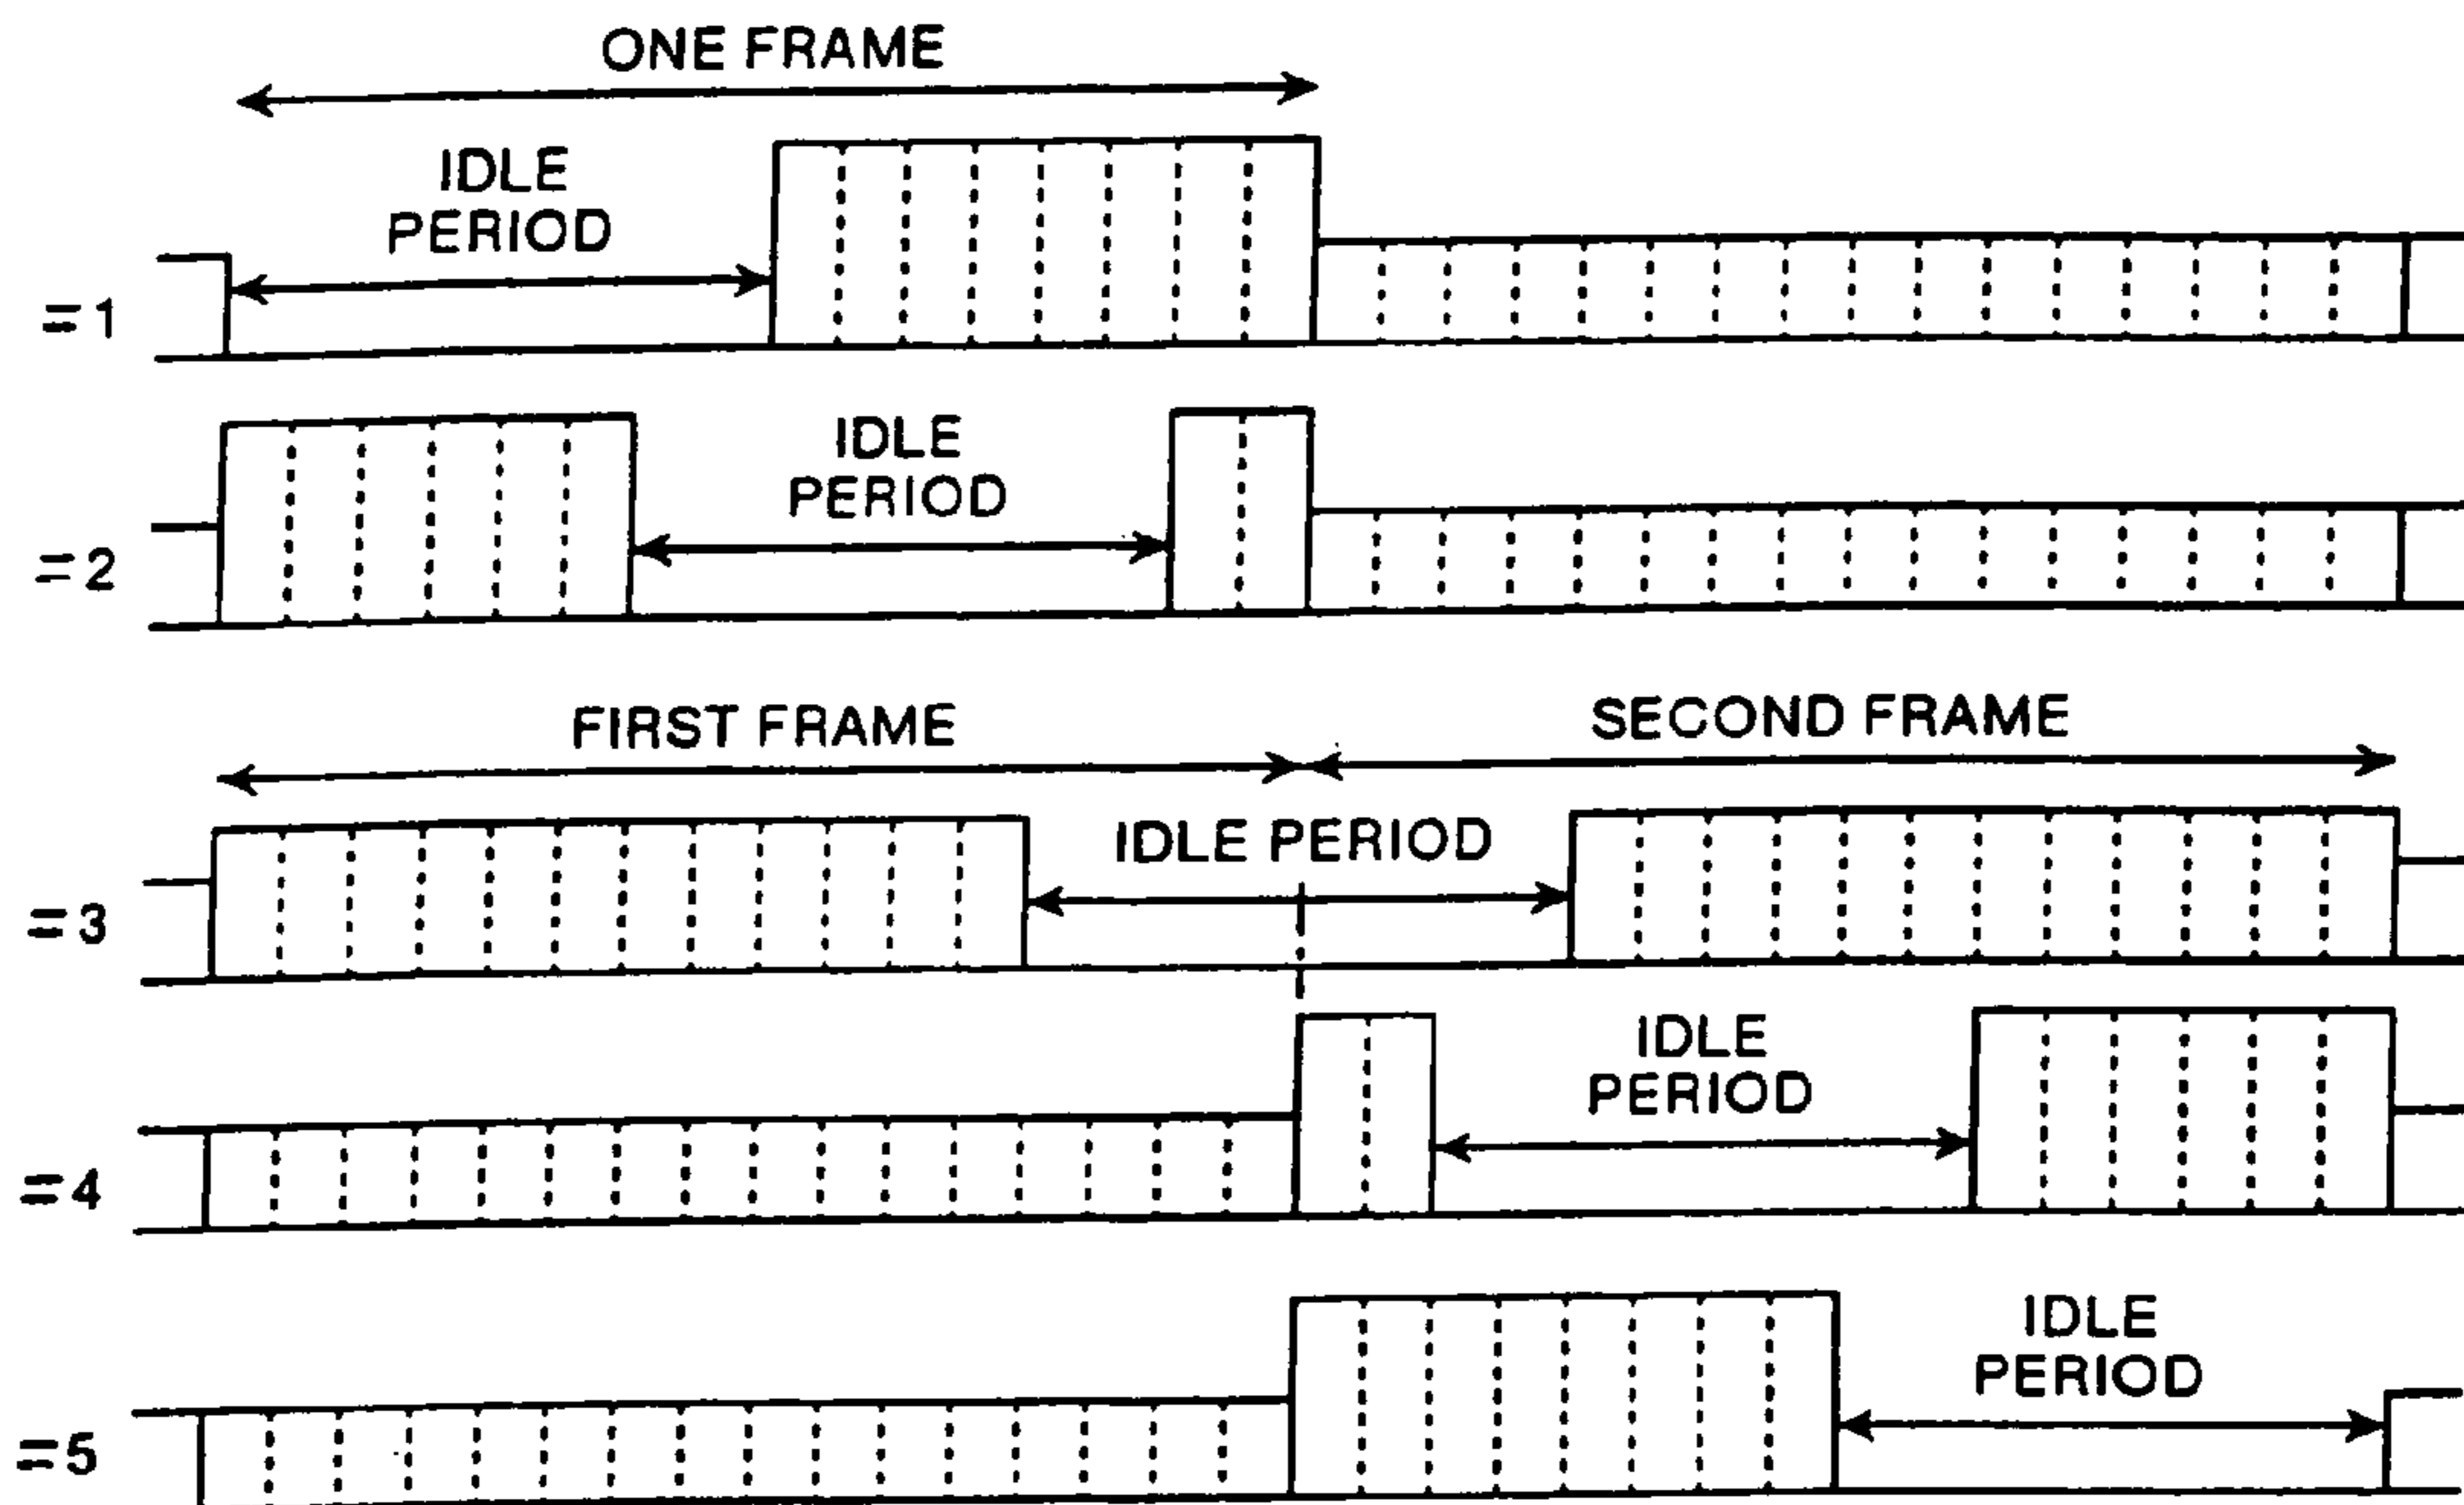 ONE FRAME
IDLE
PERIOD
=1
IDLE
PERIOD
=2
FIRST FRAME
SECOND FRAME
IDLE PERIOD
=3
IDLE
PERIOD
=4
IDLE
PERIOD
=5